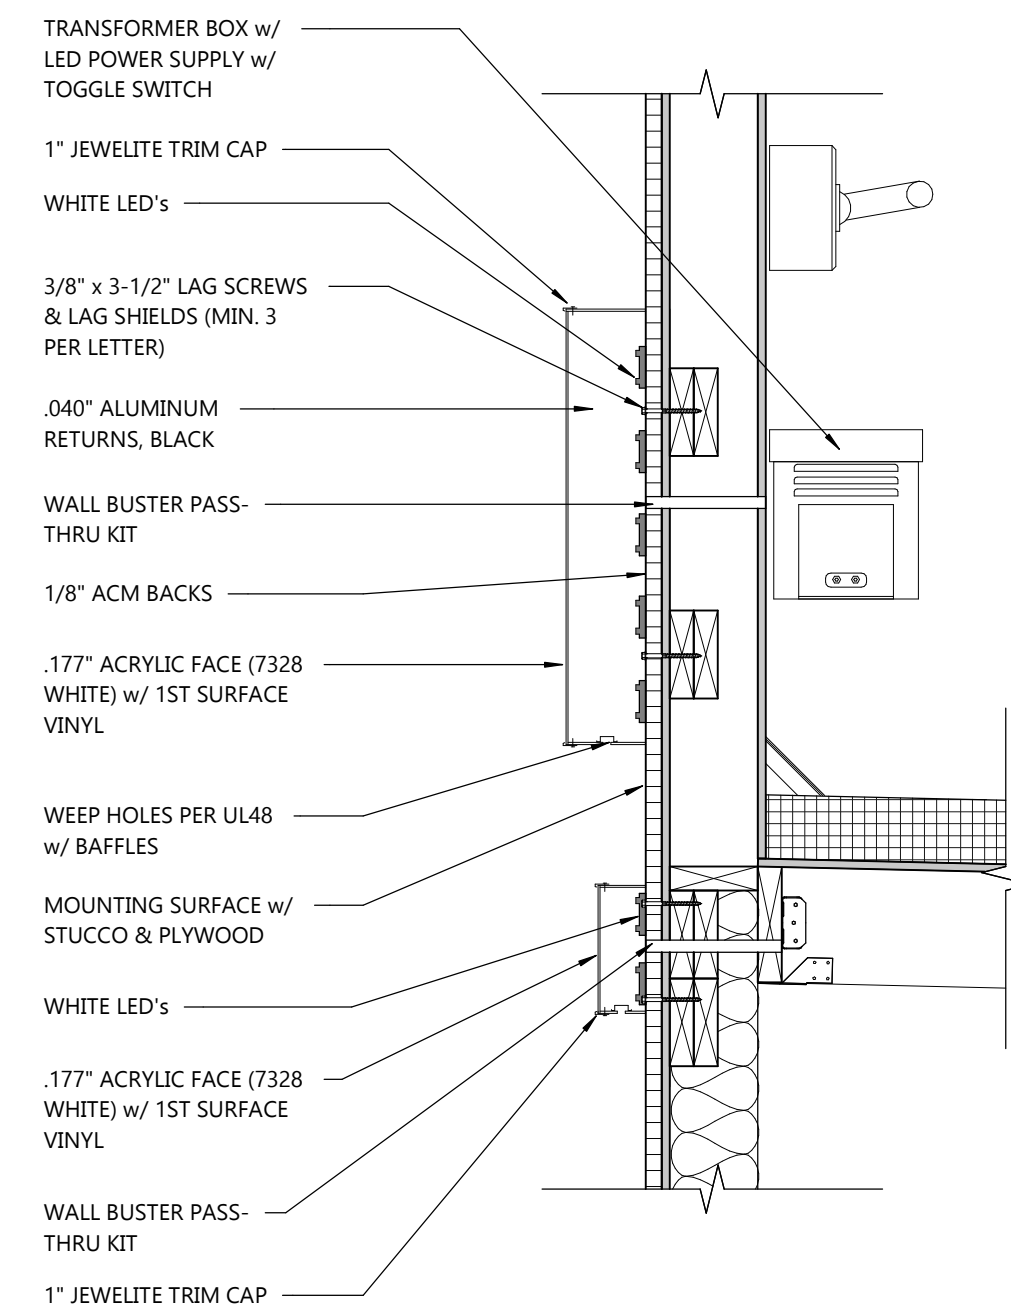 TRANSFORMER BOX w/
LED POWER SUPPLY w/
TOGGLE SWITCH
1" JEWELITE TRIM CAP
WHITE LED's
3/8" x 3-1/2" LAG SCREWS
& LAG SHIELDS (MIN. 3
PER LETTER)
.040" ALUMINUM
RETURNS, BLACK
WALL BUSTER PASS-
THRU KIT
1/8" ACM BACKS
.177" ACRYLIC FACE (7328
WHITE) w/ 1ST SURFACE
VINYL
WEEP HOLES PER UL48
w/ BAFFLES
MOUNTING SURFACE w/
STUCCO & PLYWOOD
WHITE LED's
.177" ACRYLIC FACE (7328
WHITE) w/ 1ST SURFACE
VINYL
WALL BUSTER PASS-
THRU KIT
1" JEWELITE TRIM CAP